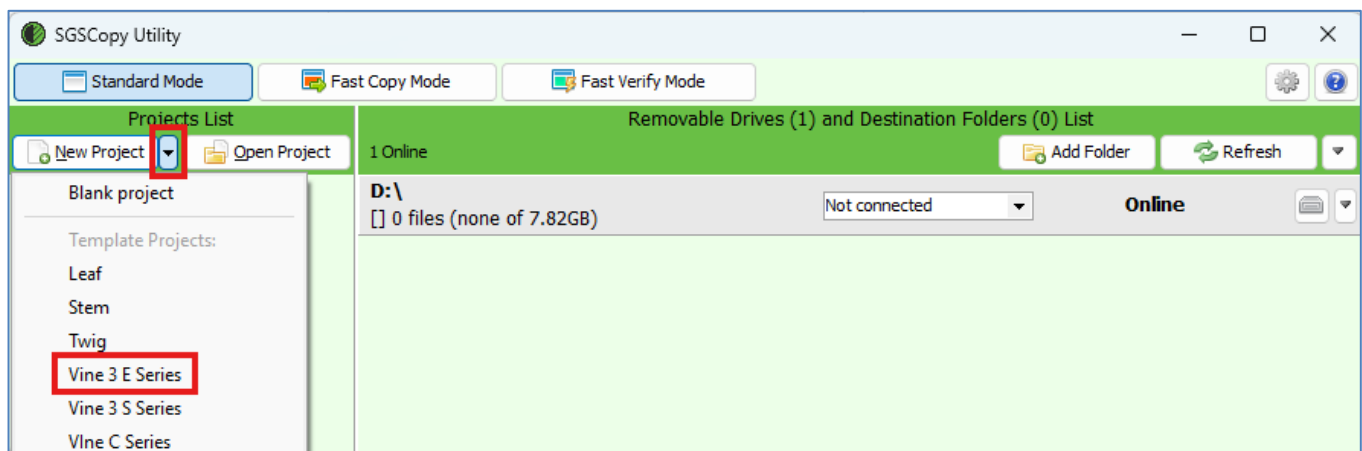 SGSCopy Utility
Standard Mode
Fast Copy Mode
Fast Verify Mode
Projects List
New Project
Open Project
Blank project
Template Projects:
Leaf
Stem
Twig
Vine 3 E Series
Vine 3 S Series
VIne C Series
Removable Drives (1) and Destination Folders (0) List
1 Online
Add Folder
Refresh
D:\
[] 0 files (none of 7.82GB)
Not connected
Online